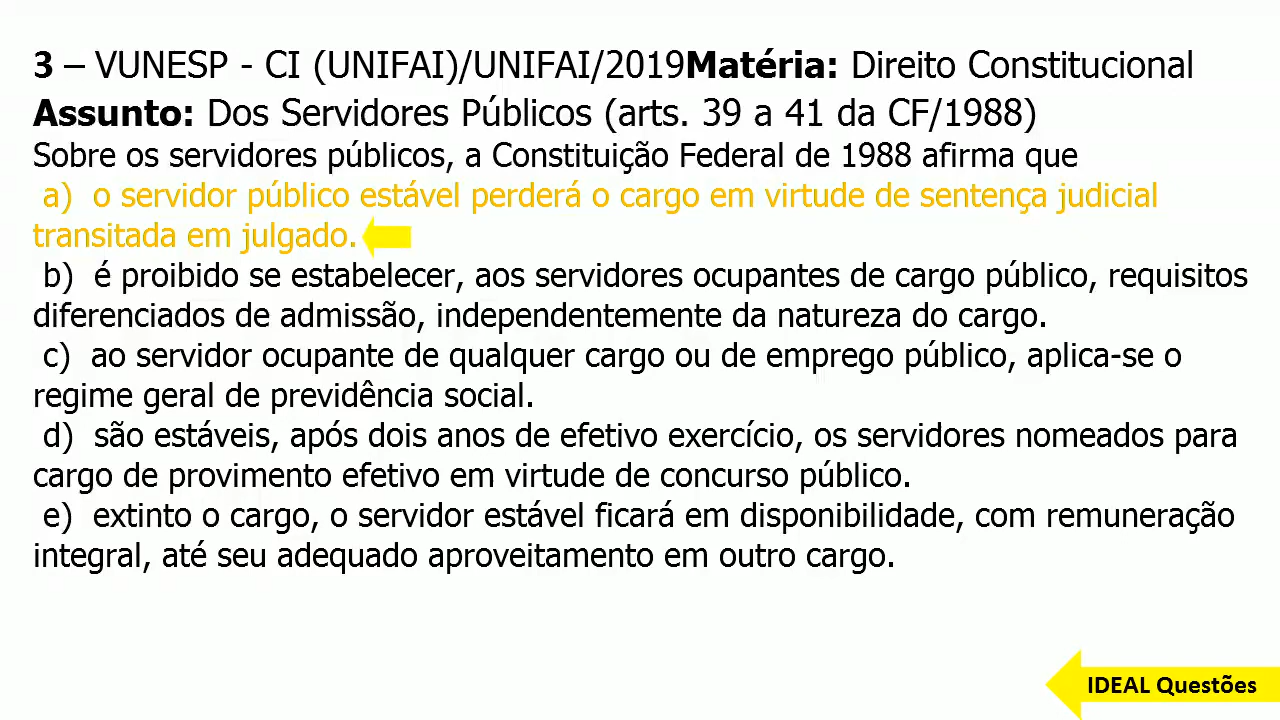 3 – VUNESP - CI (UNIFAI)/UNIFAI/2019Matéria: Direito Constitucional
Assunto: Dos Servidores Públicos (arts. 39 a 41 da CF/1988)
Sobre os servidores públicos, a Constituição Federal de 1988 afirma que
a) o servidor público estável perderá o cargo em virtude de sentença judicial
transitada em julgado.
b) é proibido se estabelecer, aos servidores ocupantes de cargo público, requisitos
diferenciados de admissão, independentemente da natureza do cargo.
c) ao servidor ocupante de qualquer cargo ou de emprego público, aplica-se o
regime geral de previdência social.
d) são estáveis, após dois anos de efetivo exercício, os servidores nomeados para
cargo de provimento efetivo em virtude de concurso público.
e) extinto o cargo, o servidor estável ficará em disponibilidade, com remuneração
integral, até seu adequado aproveitamento em outro cargo.
IDEAL Questões